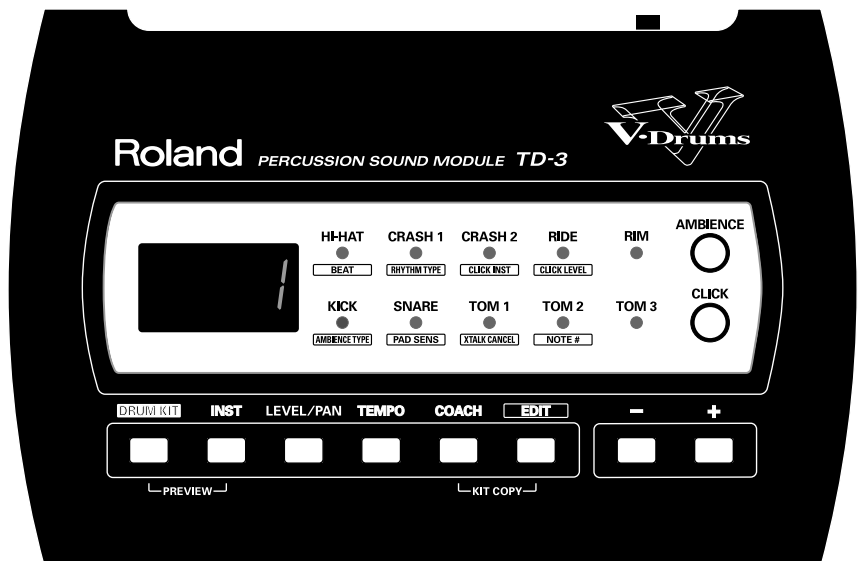 V-Drums
Roland PERCUSSION SOUND MODULE TD-3
HI-HAT CRASH 1 CRASH 2 RIDE RIM AMBIENCE
BEAT RHYTHM TYPE CLICK INST CLICK LEVEL
1
CLICK
KICK SNARE TOM 1 TOM 2 TOM 3
AMBIENCE TYPE PAD SENS XTALK CANCEL NOTE #
DRUM KIT INST LEVEL/PAN TEMPO COACH EDIT − +
PREVIEW KIT COPY